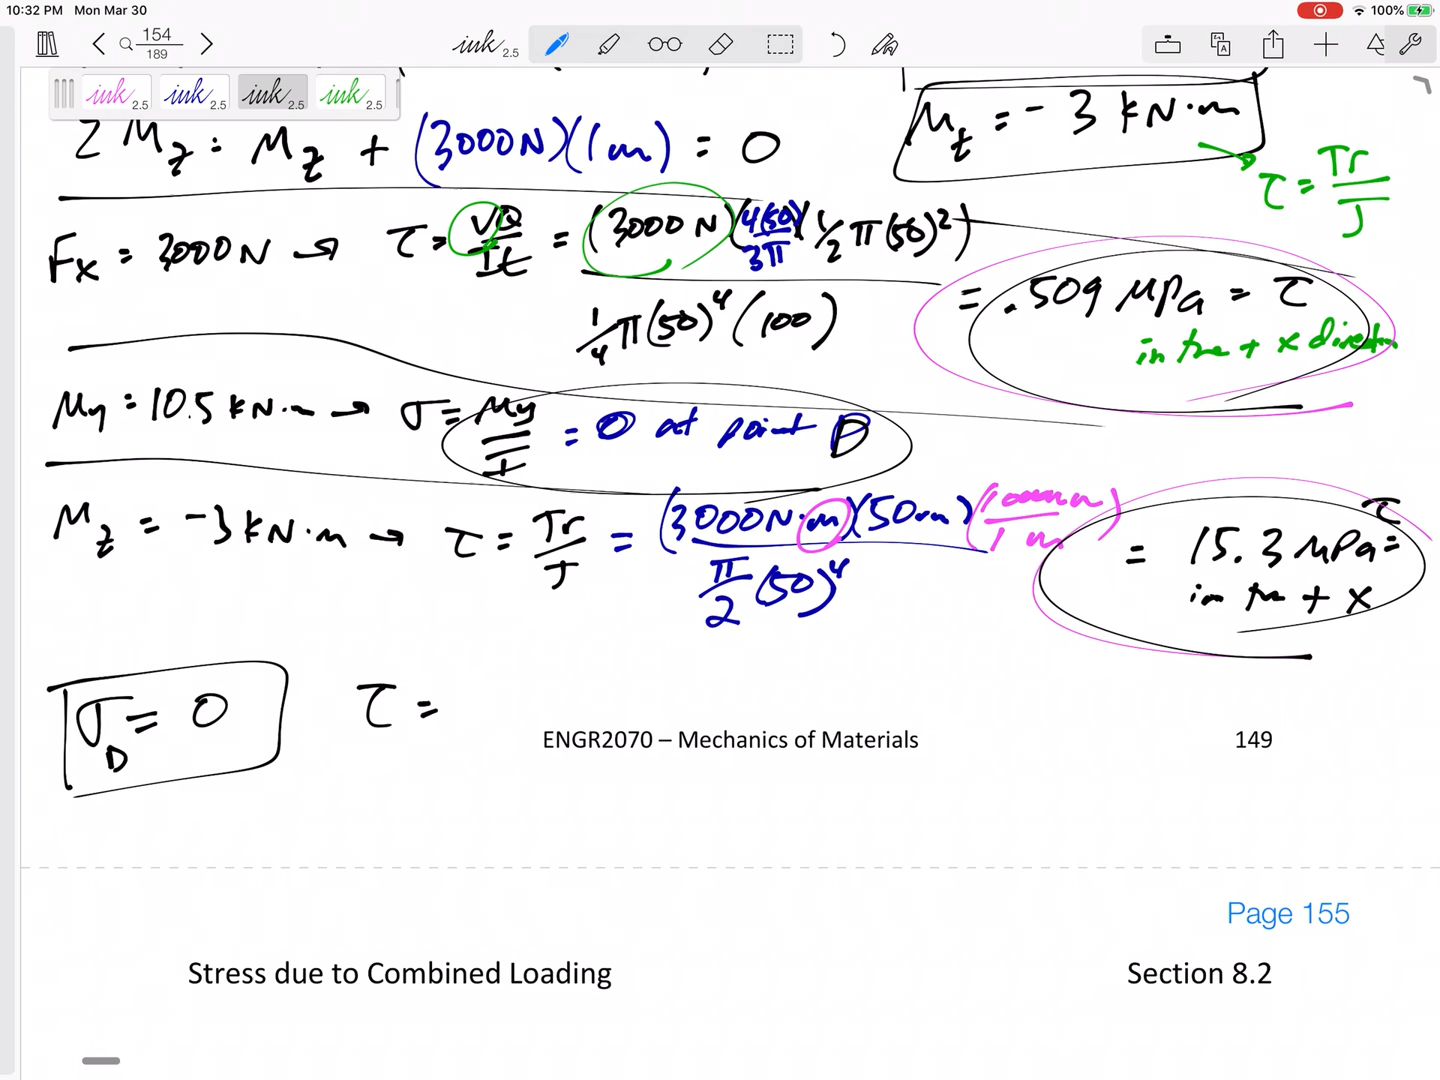 10:32 PM Mon Mar 30 100%
154
189
ink 2.5
ink 2.5 ink 2.5 ink 2.5 ink 2.5
Σ Mz: Mz + (3000N)(1m) = 0
Mz = -3 kN·m
τ = Tr/J
Fx = 3000N → τ = VQ/It = (3000N)(4(50)/3π)(1/2 π(50)²) / 1/4 π(50)⁴(100)
= .509 MPa = τ
in the + x direction
My = 10.5 kN·m → σ = My/I = 0 at point D
Mz = -3 kN·m → τ = Tr/J = (3000N·m)(50m)(1000mm/1m) / π/2 (50)⁴
= 15.3 MPa = τ
in the + x
σD = 0 τ =
ENGR2070 – Mechanics of Materials 149
Page 155
Stress due to Combined Loading Section 8.2